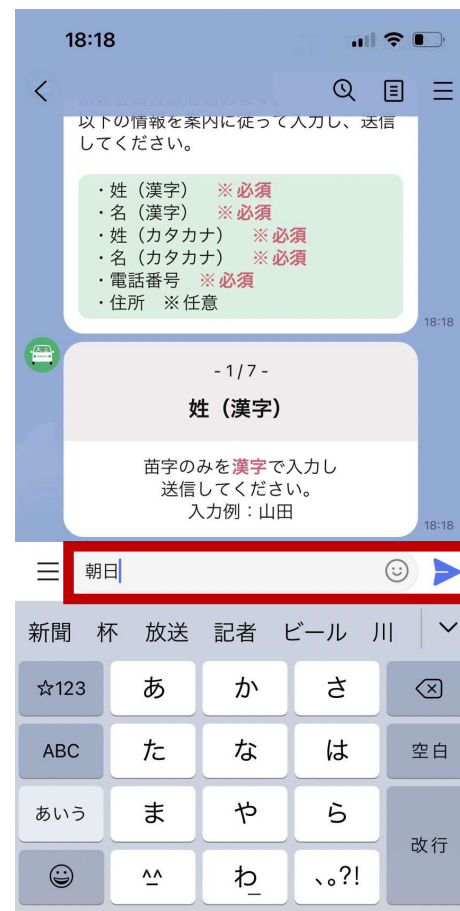 18:18
以下の情報を案内に従って入力し、送信
してください。
・姓（漢字）　※必須
・名（漢字）　※必須
・姓（カタカナ）　※必須
・名（カタカナ）　※必須
・電話番号　※必須
・住所　※任意
18:18
- 1 / 7 -
姓（漢字）
苗字のみを漢字で入力し
送信してください。
入力例：山田
18:18
朝日
新聞 杯 放送 記者 ビール 川
☆123 あ か さ
ABC た な は 空白
あいう ま や ら 改行
^^ わ 、。?!